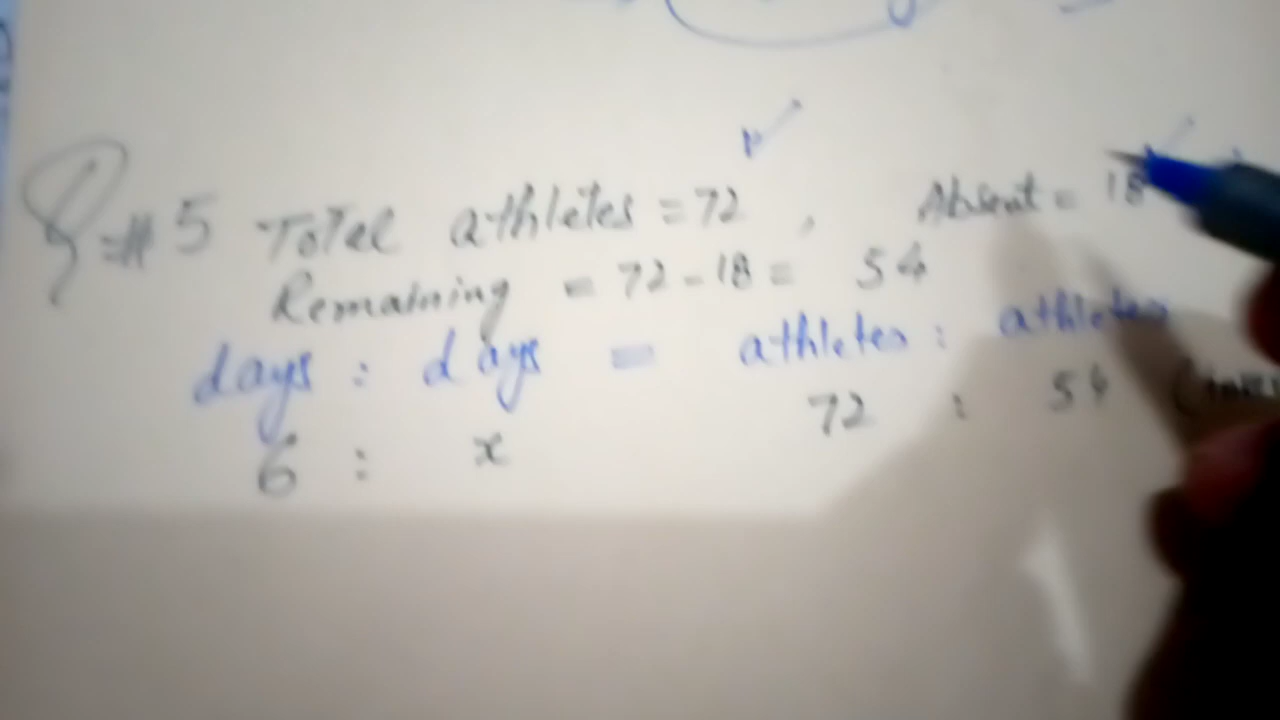 Q=# 5 Total athletes = 72 , Absent = 18
Remaining = 72 - 18 = 54
days : days = athletes : athletes
6 : x 72 : 54